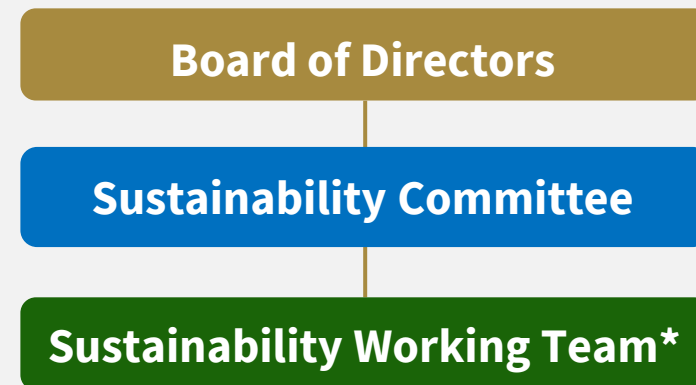 Board of Directors
Sustainability Committee
Sustainability Working Team*